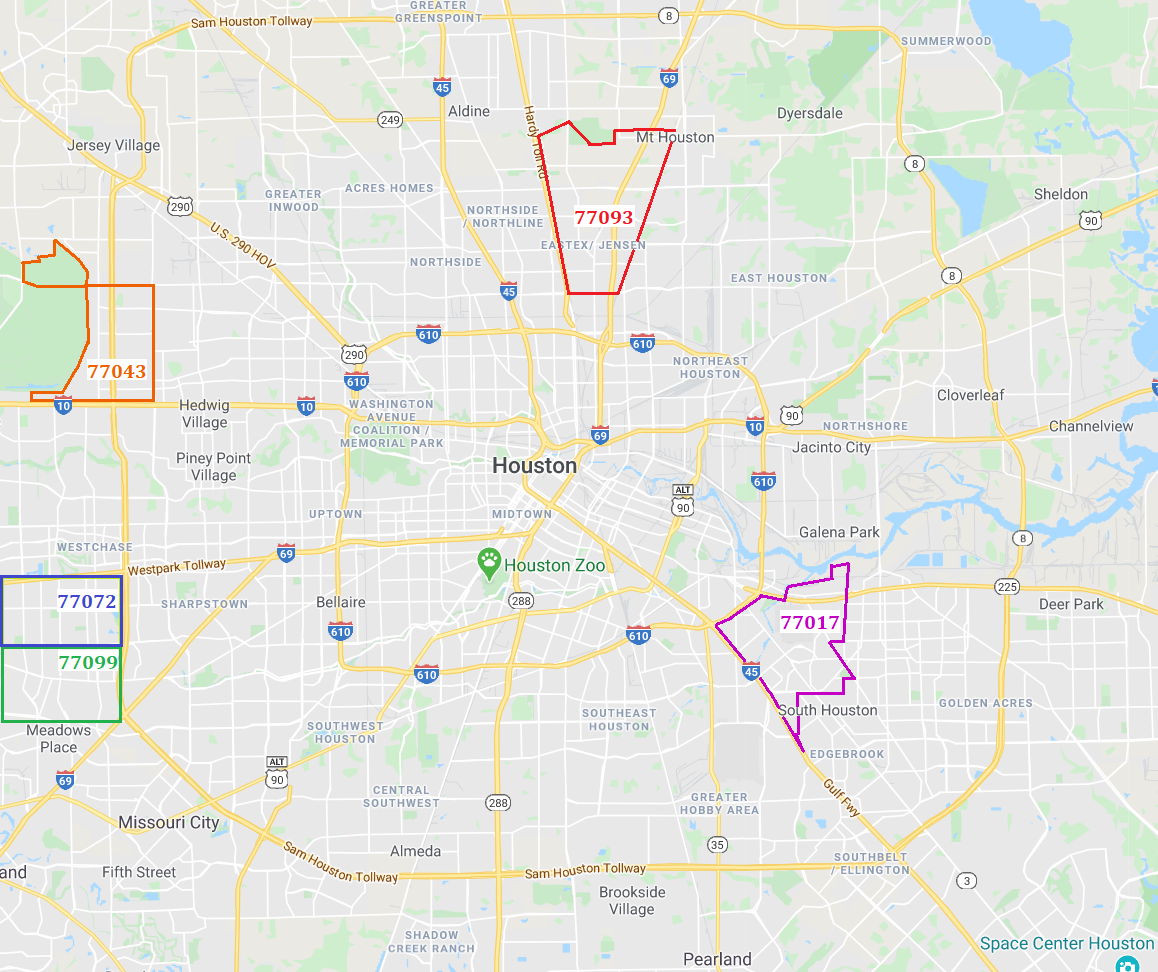 GREATER
GREENSPOINT
8
Sam Houston Tollway
SUMMERWOOD
69
45
Aldine
249
Hardy Toll Rd
Dyersdale
Mt Houston
Jersey Village
8
ACRES HOMES
GREATER
INWOOD
Sheldon
290
NORTHSIDE
/ NORTHLINE
77093
90
U.S. 290 HOV
EASTEX/ JENSEN
NORTHSIDE
EAST HOUSTON
8
45
610
610
290
NORTHEAST
HOUSTON
77043
610
Cloverleaf
10
Hedwig
Village
10
WASHINGTON
AVENUE
COALITION /
MEMORIAL PARK
90
69
10
NORTHSHORE
Channelview
Jacinto City
Piney Point
Village
Houston
610
ALT
90
UPTOWN
MIDTOWN
Galena Park
8
WESTCHASE
69
Westpark Tollway
Houston Zoo
225
77072
SHARPSTOWN
Bellaire
288
Deer Park
77017
610
610
77099
610
45
GOLDEN ACRES
South Houston
SOUTHEAST
HOUSTON
Meadows
Place
SOUTHWEST
HOUSTON
EDGEBROOK
ALT
90
69
CENTRAL
SOUTHWEST
288
GREATER
HOBBY AREA
Gulf Fwy
Missouri City
35
Almeda
Sam Houston Tollway
Sam Houston Tollway
SOUTHBELT
/ ELLINGTON
and
Fifth Street
3
Brookside
Village
SHADOW
CREEK RANCH
Space Center Houston
Pearland